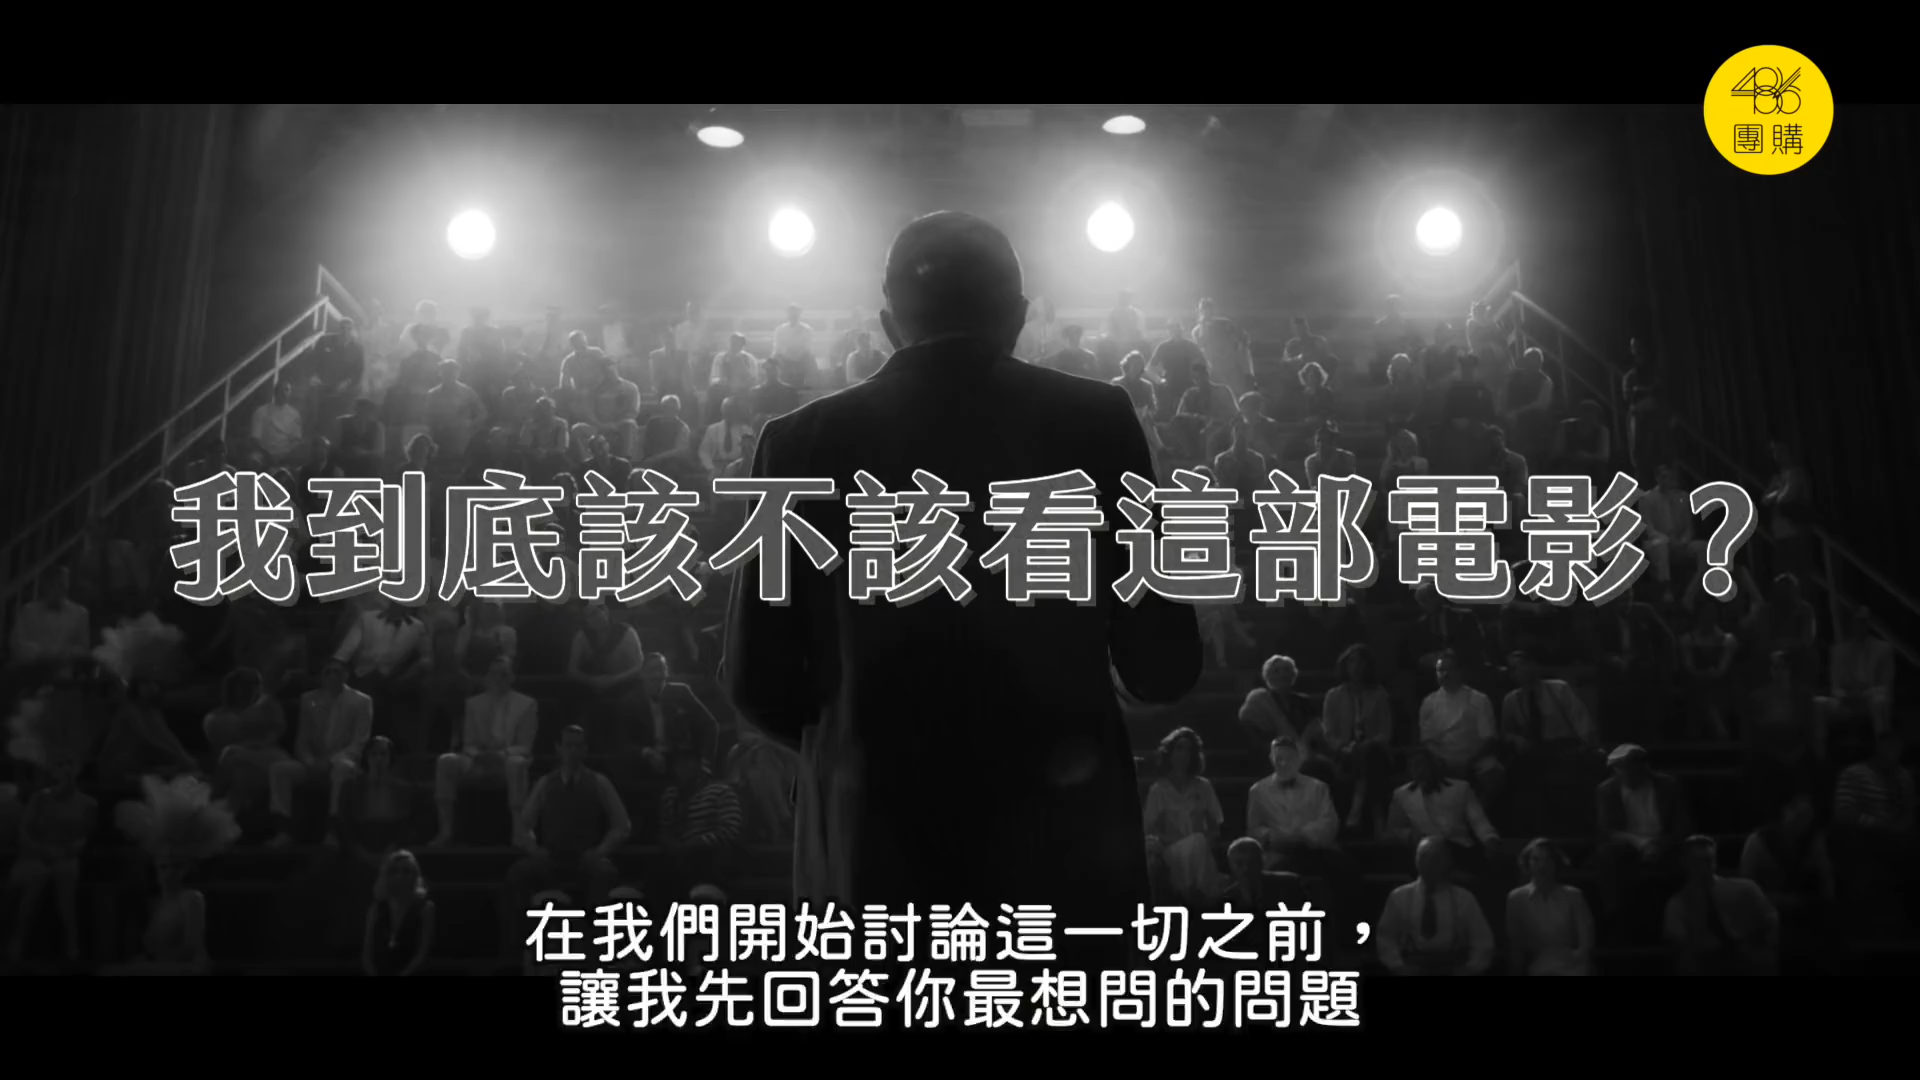 486
團購
我到底該不該看這部電影？
在我們開始討論這一切之前，
讓我先回答你最想問的問題